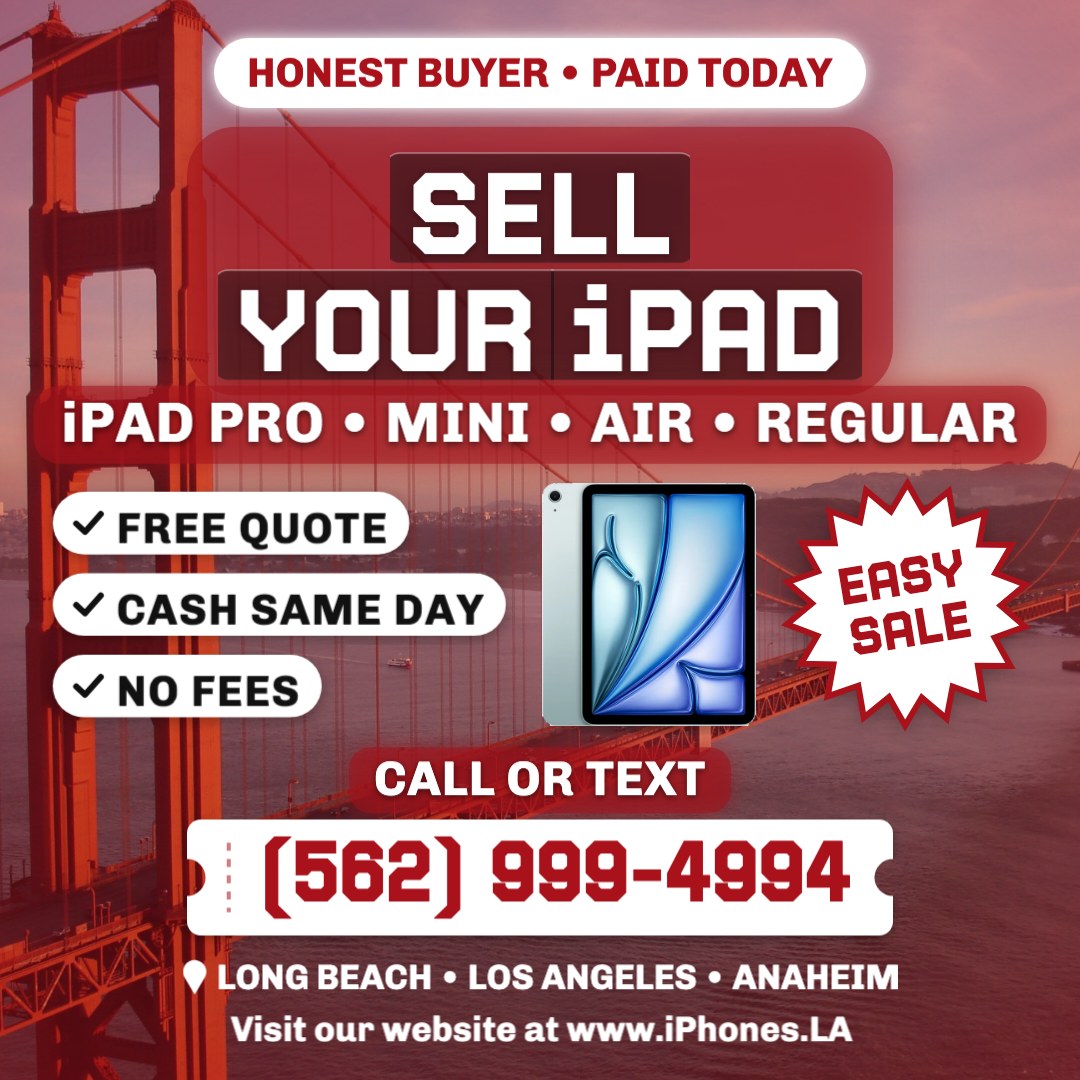 HONEST BUYER • PAID TODAY
SELL
YOUR iPAD
iPAD PRO • MINI • AIR • REGULAR
✓ FREE QUOTE
✓ CASH SAME DAY
✓ NO FEES
EASY
SALE
CALL OR TEXT
(562) 999-4994
LONG BEACH • LOS ANGELES • ANAHEIM
Visit our website at www.iPhones.LA